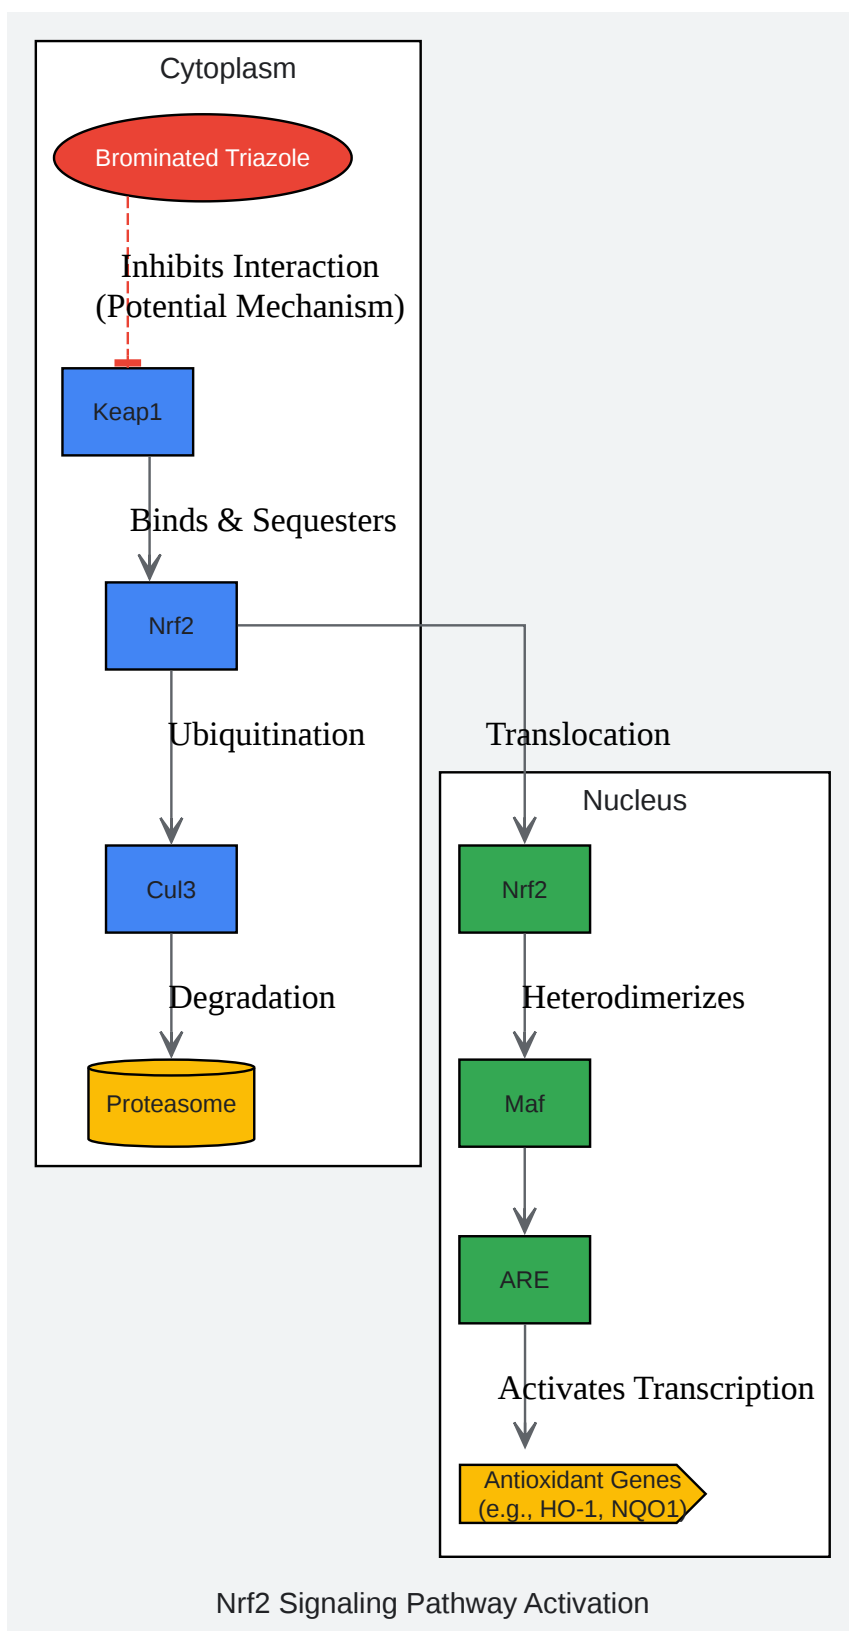 Cytoplasm
Brominated Triazole
Inhibits Interaction
(Potential Mechanism)
Keap1
Binds & Sequesters
Nrf2
Ubiquitination
Translocation
Nucleus
Cul3
Nrf2
Degradation
Heterodimerizes
Proteasome
Maf
ARE
Activates Transcription
Antioxidant Genes
(e.g., HO-1, NQO1)
Nrf2 Signaling Pathway Activation